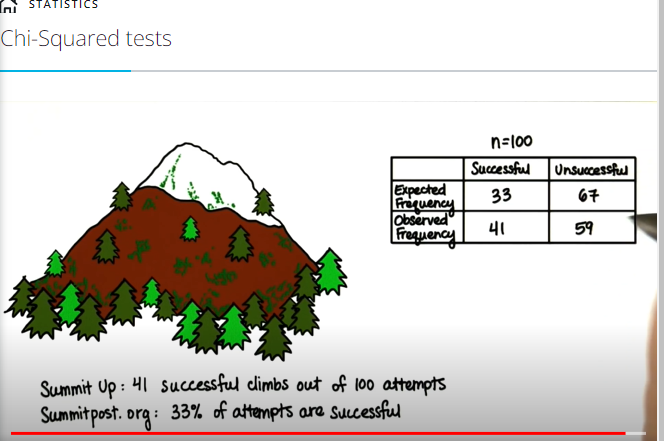 STATISTICS
Chi-Squared tests
n=100
Successful Unsuccessful
Expected Frequency 33 67
Observed Frequency 41 59
Summit Up: 41 successful climbs out of 100 attempts
Summitpost.org: 33% of attempts are successful